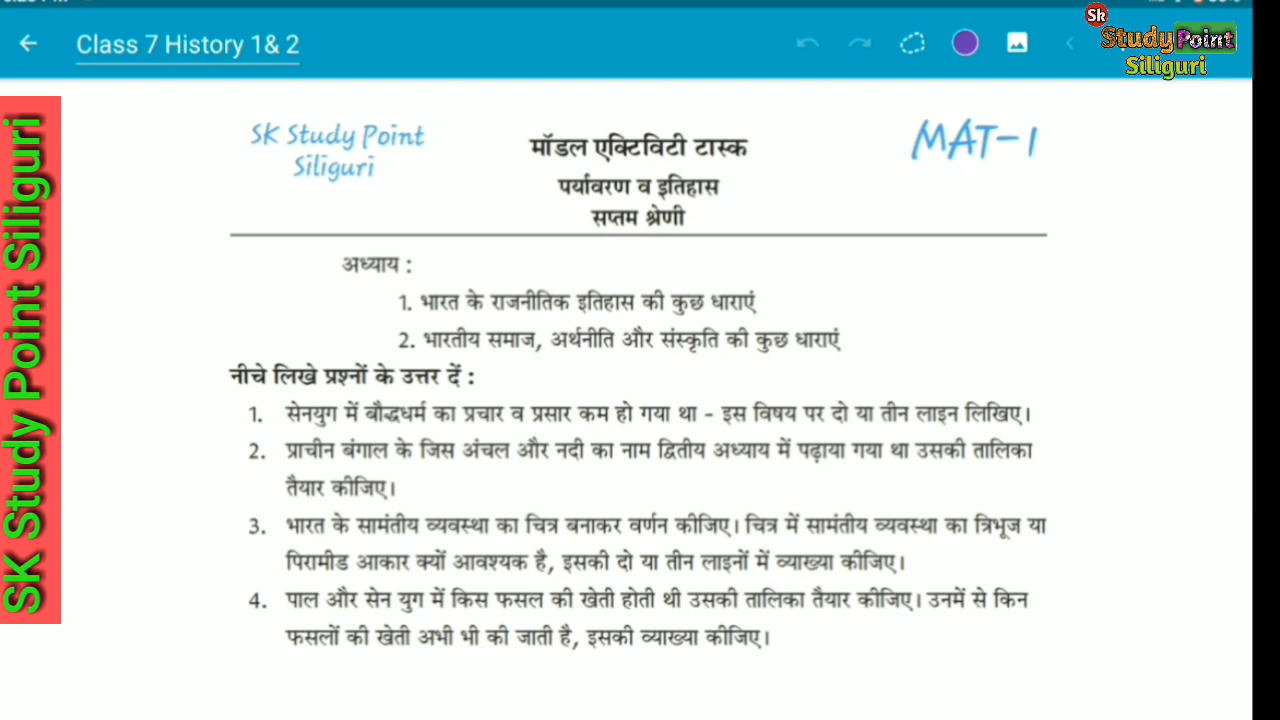 Class 7 History 1& 2
Sk
Study Point
Siliguri
SK Study Point Siliguri
SK Study Point
Siliguri
MAT-1
मॉडल एक्टिविटी टास्क
पर्यावरण व इतिहास
सप्तम श्रेणी
अध्याय :
1. भारत के राजनीतिक इतिहास की कुछ धाराएं
2. भारतीय समाज, अर्थनीति और संस्कृति की कुछ धाराएं
नीचे लिखे प्रश्नों के उत्तर दें :
1. सेनयुग में बौद्धधर्म का प्रचार व प्रसार कम हो गया था - इस विषय पर दो या तीन लाइन लिखिए।
2. प्राचीन बंगाल के जिस अंचल और नदी का नाम द्वितीय अध्याय में पढ़ाया गया था उसकी तालिका
तैयार कीजिए।
3. भारत के सामंतीय व्यवस्था का चित्र बनाकर वर्णन कीजिए। चित्र में सामंतीय व्यवस्था का त्रिभूज या
पिरामीड आकार क्यों आवश्यक है, इसकी दो या तीन लाइनों में व्याख्या कीजिए।
4. पाल और सेन युग में किस फसल की खेती होती थी उसकी तालिका तैयार कीजिए। उनमें से किन
फसलों की खेती अभी भी की जाती है, इसकी व्याख्या कीजिए।